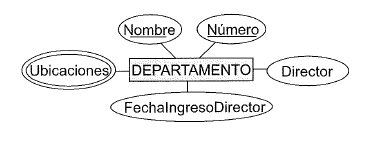 Nombre
Número
Ubicaciones
DEPARTAMENTO
Director
FechaIngresoDirector